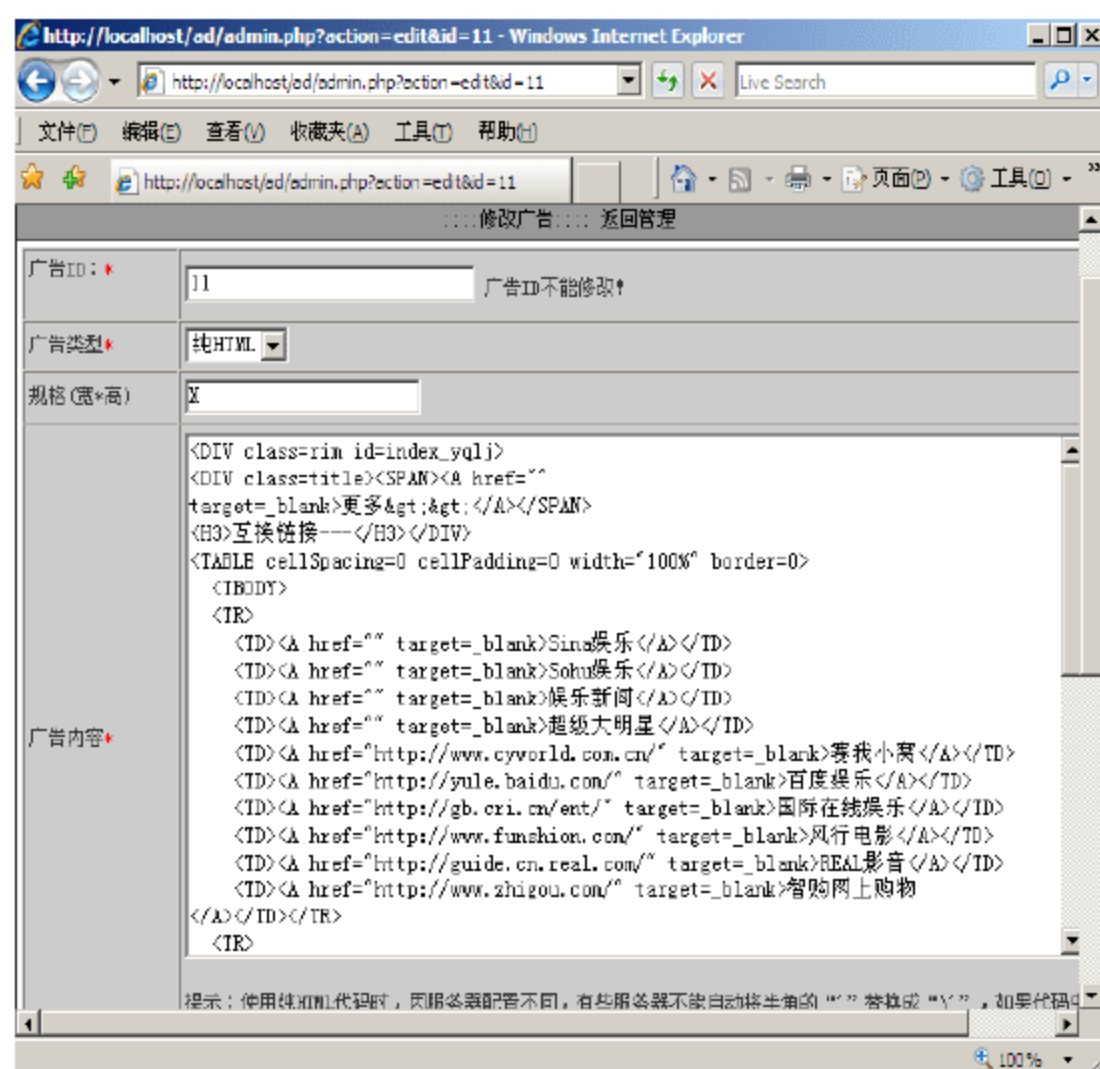 http://localhost/ad/admin.php?action=edit&id=11 - Windows Internet Explorer
http://localhost/ad/admin.php?action=edit&id=11 Live Search
文件(F) 编辑(E) 查看(V) 收藏夹(A) 工具(T) 帮助(H)
http://localhost/ad/admin.php?action=edit&id=11 页面(P) 工具(O) »
::::修改广告:::: 返回管理
广告ID：* 11 广告ID不能修改!
广告类型* 纯HTML
规格(宽*高) X
广告内容*
<DIV class=rim id=index_yqlj>
<DIV class=title><SPAN><A href=""
target=_blank>更多&gt;&gt;</A></SPAN>
<H3>互换链接---</H3></DIV>
<TABLE cellSpacing=0 cellPadding=0 width="100%" border=0>
<TBODY>
<TR>
<TD><A href="" target=_blank>Sina娱乐</A></TD>
<TD><A href="" target=_blank>Sohu娱乐</A></TD>
<TD><A href="" target=_blank>娱乐新闻</A></TD>
<TD><A href="" target=_blank>超级大明星</A></TD>
<TD><A href="http://www.cyworld.com.cn/" target=_blank>赛我小窝</A></TD>
<TD><A href="http://yule.baidu.com/" target=_blank>百度娱乐</A></TD>
<TD><A href="http://gb.cri.cn/ent/" target=_blank>国际在线娱乐</A></TD>
<TD><A href="http://www.funshion.com/" target=_blank>风行电影</A></TD>
<TD><A href="http://guide.cn.real.com/" target=_blank>REAL影音</A></TD>
<TD><A href="http://www.zhigou.com/" target=_blank>智购网上购物
</A></TD></TR>
<TR>
提示：使用纯HTML代码时，因服务器配置不同，有些服务器不能自动将半角的 "'" 替换成 "\'" ，如果代码中
100%